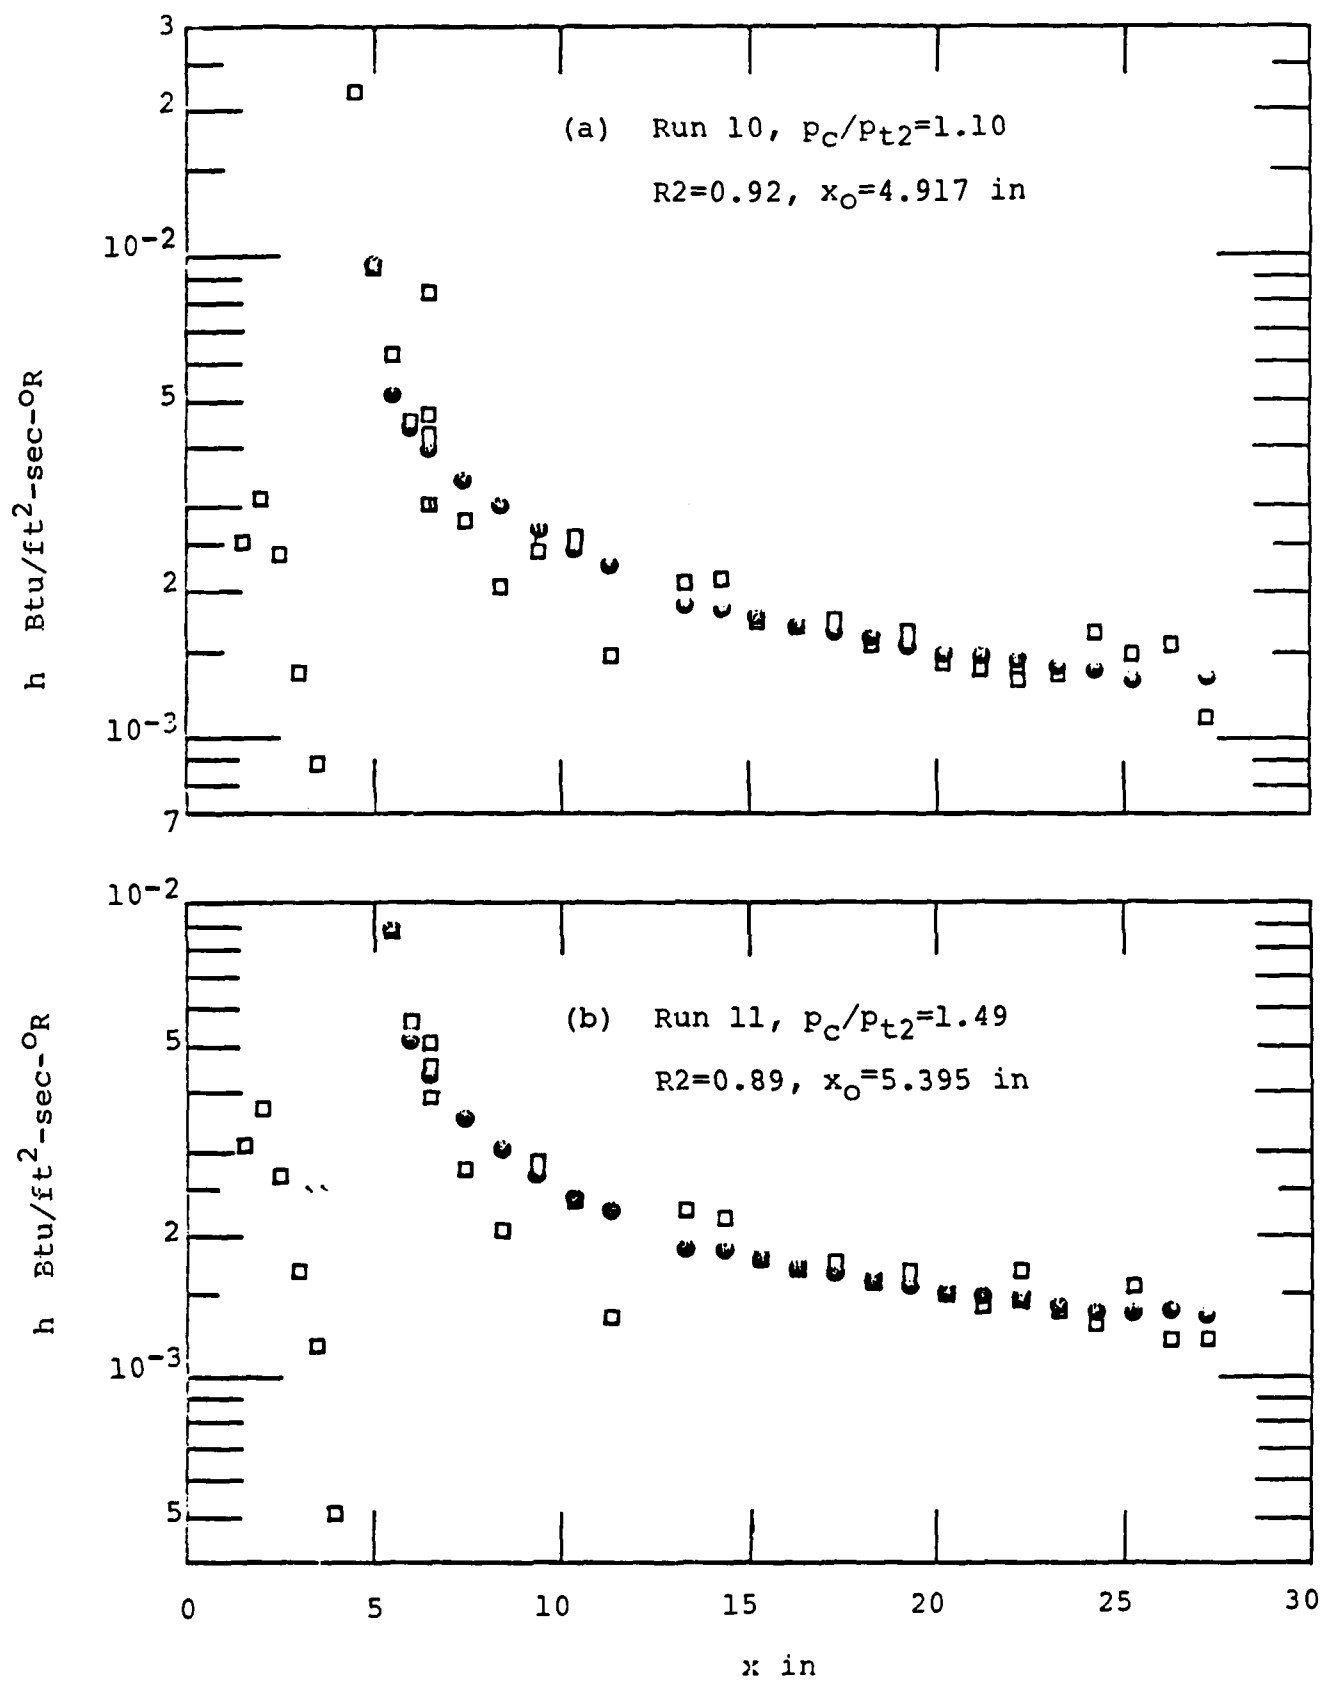 3
2
(a) Run 10, pc/pt2=1.10
R2=0.92, xo=4.917 in
10-2
5
2
10-3
7
h Btu/ft2-sec-oR
10-2
(b) Run 11, pc/pt2=1.49
R2=0.89, xo=5.395 in
5
2
10-3
5
h Btu/ft2-sec-oR
0 5 10 15 20 25 30
x in